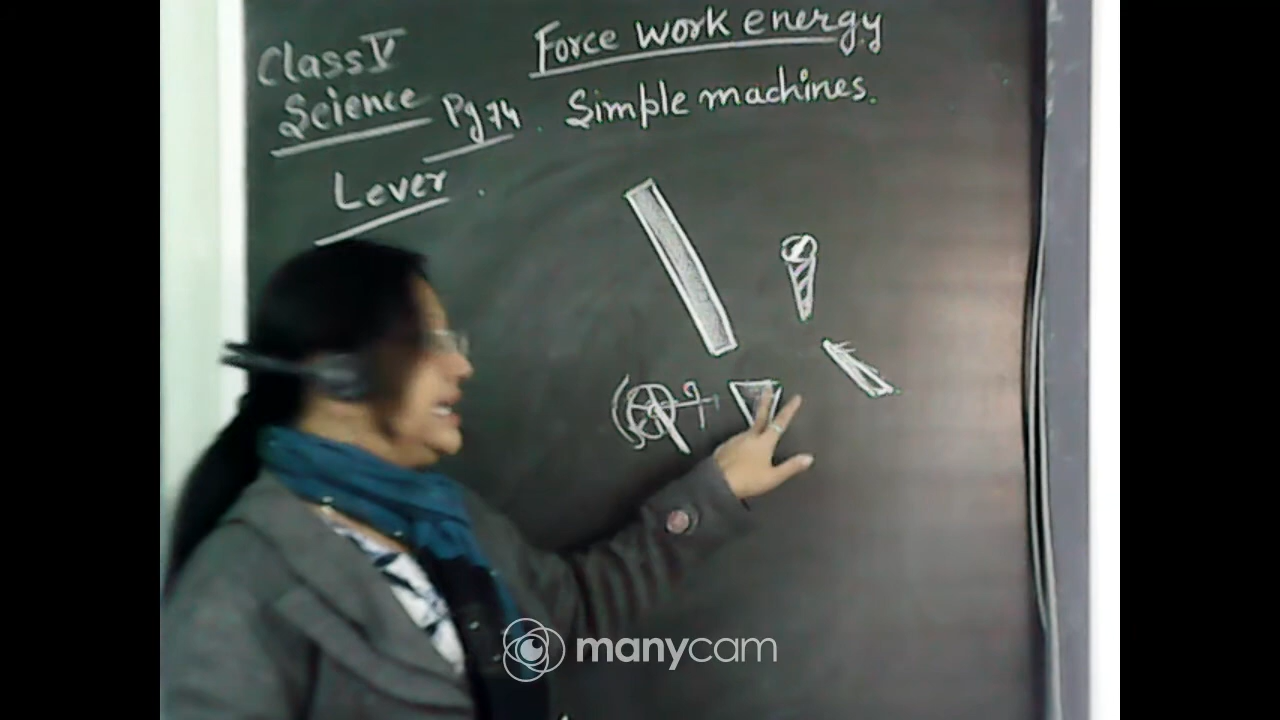 Class V
Force work energy
Science Pg 74 Simple machines.
Lever
manycam